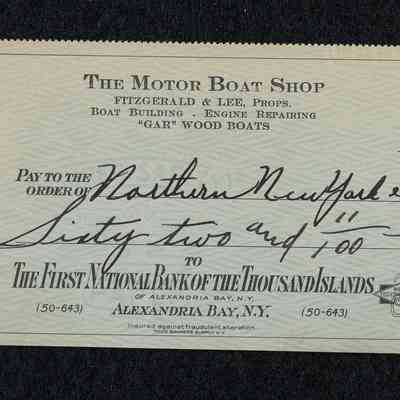 THE MOTOR BOAT SHOP
FITZGERALD & LEE, PROPS.
BOAT BUILDING . ENGINE REPAIRING
"GAR" WOOD BOATS
PAY TO THE
ORDER OF Northern New York
Sixty two and 11/100
TO
THE FIRST NATIONAL BANK OF THE THOUSAND ISLANDS
OF ALEXANDRIA BAY, N.Y.
(50-643) ALEXANDRIA BAY, N.Y. (50-643)
Insured against fraudulent alteration